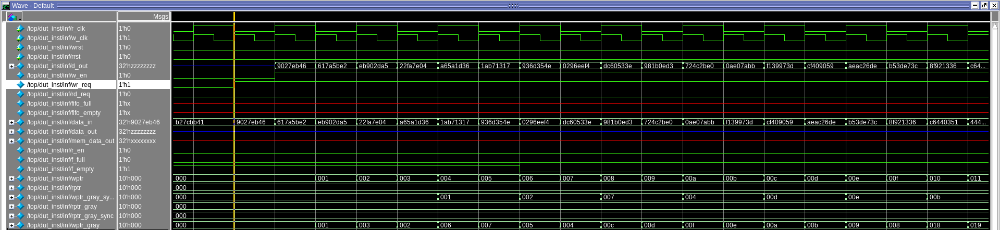 Wave - Default
Msgs
/top/dut_inst/inf/r_clk 1'h0
/top/dut_inst/inf/w_clk 1'h1
/top/dut_inst/inf/wrst 1'h0
/top/dut_inst/inf/rrst 1'h0
/top/dut_inst/inf/d_out 32'hzzzzzzzz 9027eb46 617a5be2 eb902da5 22fa7e04 a65a1d36 1ab71317 936d354e 0296eef4 dc60533e 981b0ed3 724c2be0 0ae07abb f139973d cf409059 aeac26de b53de73c 8f921336 c64...
/top/dut_inst/inf/w_en 1'h0
/top/dut_inst/inf/wr_req 1'h1
/top/dut_inst/inf/rd_req 1'h0
/top/dut_inst/inf/fifo_full 1'hx
/top/dut_inst/inf/fifo_empty 1'hx
/top/dut_inst/inf/data_in 32'h9027eb46 b27cbb41 9027eb46 617a5be2 eb902da5 22fa7e04 a65a1d36 1ab71317 936d354e 0296eef4 dc60533e 981b0ed3 724c2be0 0ae07abb f139973d cf409059 aeac26de b53de73c 8f921336 c6440351 444...
/top/dut_inst/inf/data_out 32'hzzzzzzzz
/top/dut_inst/inf/mem_data_out 32'hxxxxxxxx
/top/dut_inst/inf/r_en 1'h0
/top/dut_inst/inf/f_full 1'h0
/top/dut_inst/inf/f_empty 1'h1
/top/dut_inst/inf/wptr 10'h000 000 001 002 003 004 005 006 007 008 009 00a 00b 00c 00d 00e 00f 010 011
/top/dut_inst/inf/rptr 10'h000 000
/top/dut_inst/inf/wptr_gray_sy... 10'h000 000 001 002 007 004 00d 00e 00b
/top/dut_inst/inf/rptr_gray 10'h000 000
/top/dut_inst/inf/rptr_gray_sync 10'h000 000
/top/dut_inst/inf/wptr_gray 10'h000 000 001 003 002 006 007 005 004 00c 00d 00f 00e 00a 00b 009 008 018 019